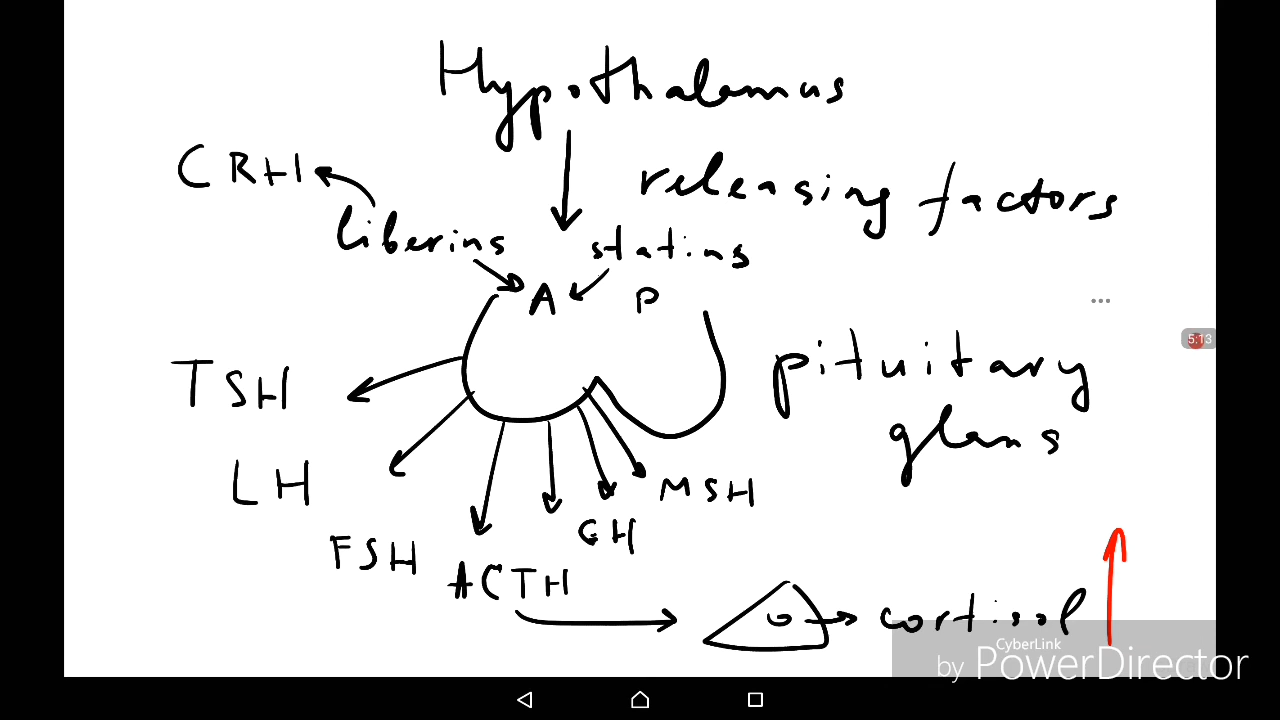 Hypothalamus
CRH
releasing factors
liberins statins
A P
TSH
pituitary
glans
LH
MSH
GH
FSH
ACTH
cortisol
5:13
CyberLink
by PowerDirector